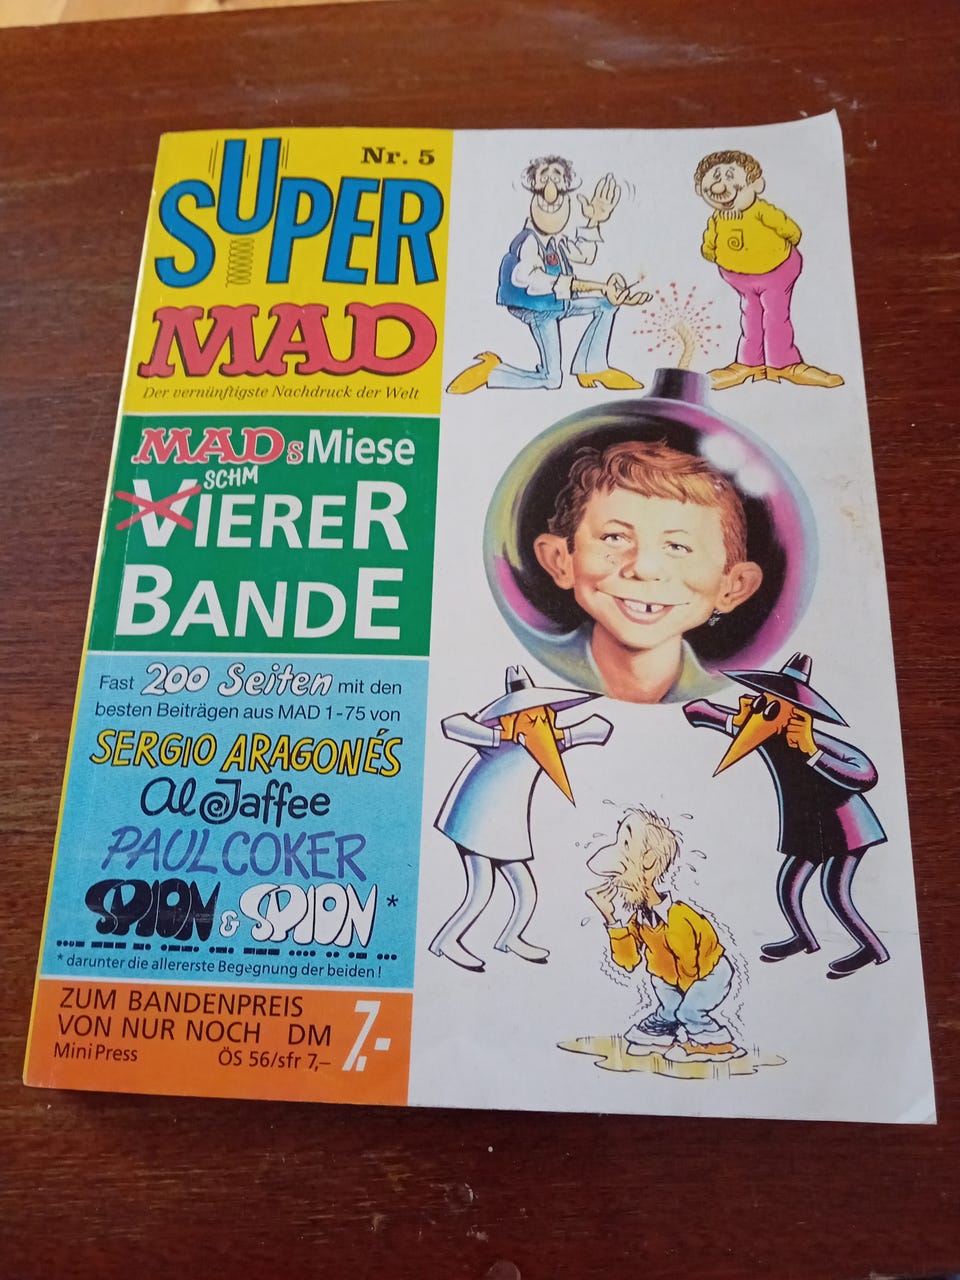 Nr. 5
SUPER
MAD
Der vernünftigste Nachdruck der Welt
MADs Miese
SCHM
VIERER
BANDE
Fast 200 Seiten mit den
besten Beiträgen aus MAD 1-75 von
SERGIO ARAGONÉS
Al Jaffee
PAUL COKER
SPION & SPION *
* darunter die allererste Begegnung der beiden!
ZUM BANDENPREIS
VON NUR NOCH DM 7.-
MiniPress ÖS 56/sfr 7,–